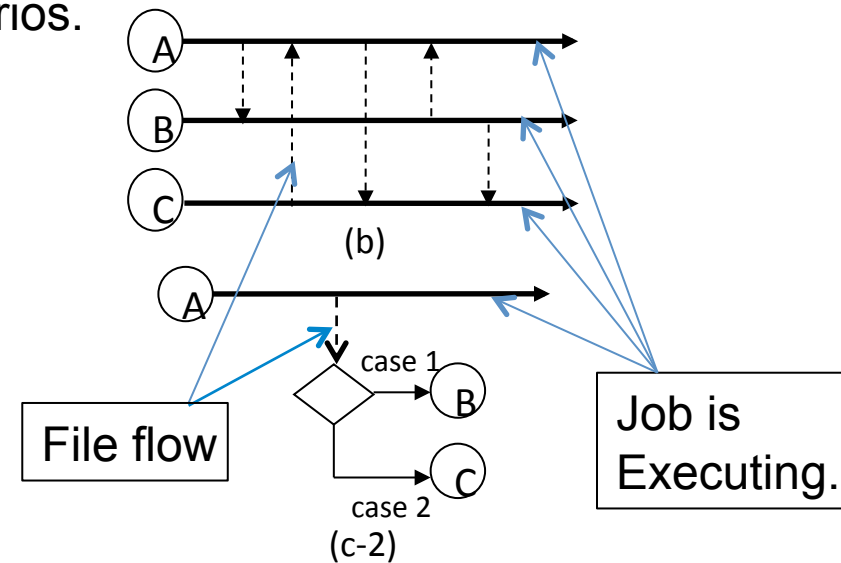 rios.
A
B
C
(b)
A
case 1
B
File flow
Job is
Executing.
C
case 2
(c-2)